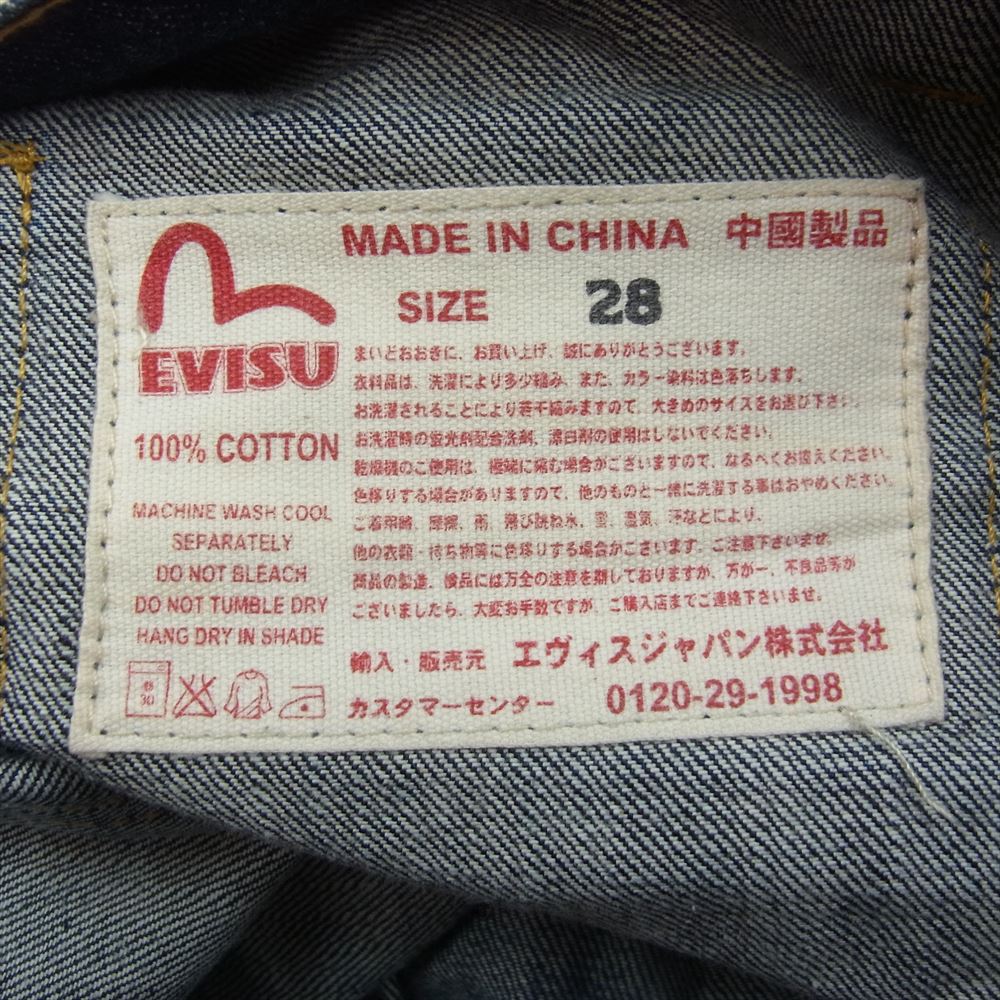 MADE IN CHINA 中國製品
SIZE 28
EVISU
100% COTTON
MACHINE WASH COOL
SEPARATELY
DO NOT BLEACH
DO NOT TUMBLE DRY
HANG DRY IN SHADE
まいどおおきに、お買い上げ、誠にありがとうございます。
衣料品は、洗濯により多少縮み、また、カラー染料は色落ちします。
お洗濯されることにより若干縮みますので、大きめのサイズをお選び下さい。
お洗濯時の蛍光剤配合洗剤、漂白剤の使用はしないでください。
乾燥機のご使用は、極端に縮む場合がございますので、なるべくお控えください。
色移りする場合がありますので、他のものと一緒に洗濯する事はおやめください。
ご着用時、摩擦、雨、飛び跳ね水、雪、湿気、汗などにより、
他の衣類・持ち物等に色移りする場合がございます。ご注意下さいませ。
商品の製造、検品には万全の注意を期しておりますが、万が一、不良品等が
ございましたら、大変お手数ですが、ご購入店までご連絡下さいませ。
輸入・販売元 エヴィスジャパン株式会社
カスタマーセンター 0120-29-1998